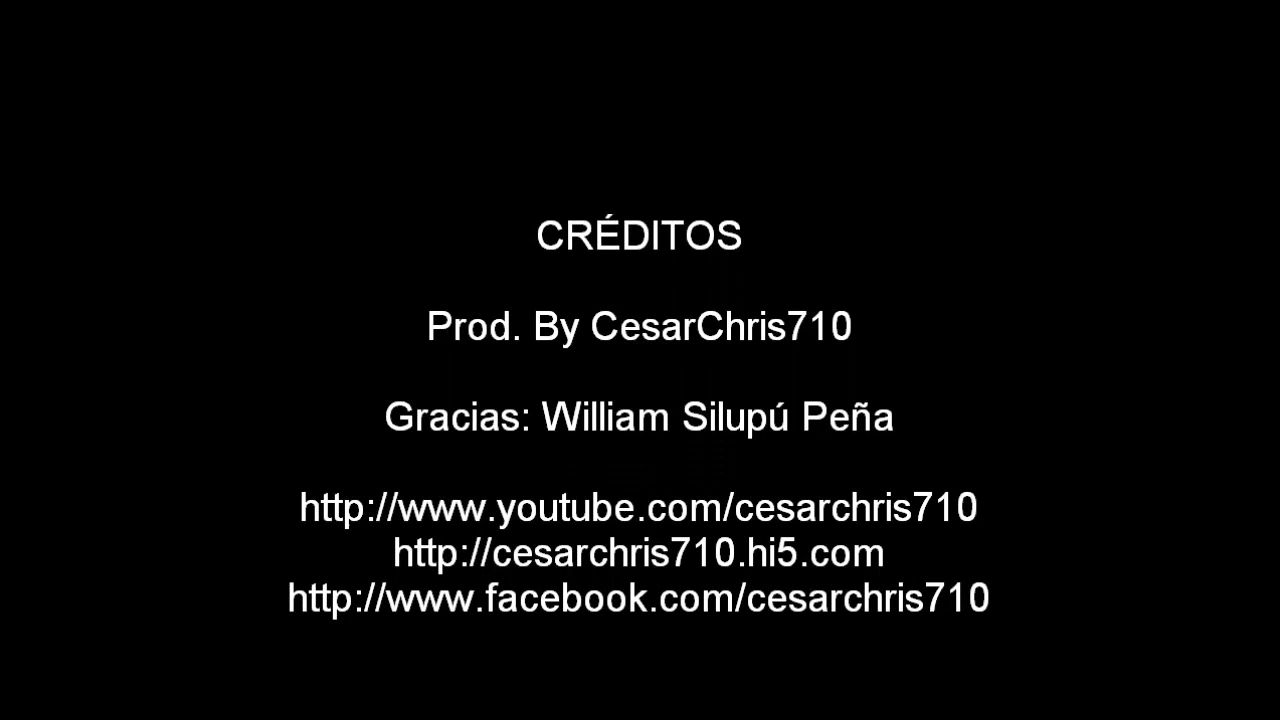 CRÉDITOS
Prod. By CesarChris710
Gracias: William Silupú Peña
http://www.youtube.com/cesarchris710
http://cesarchris710.hi5.com
http://www.facebook.com/cesarchris710